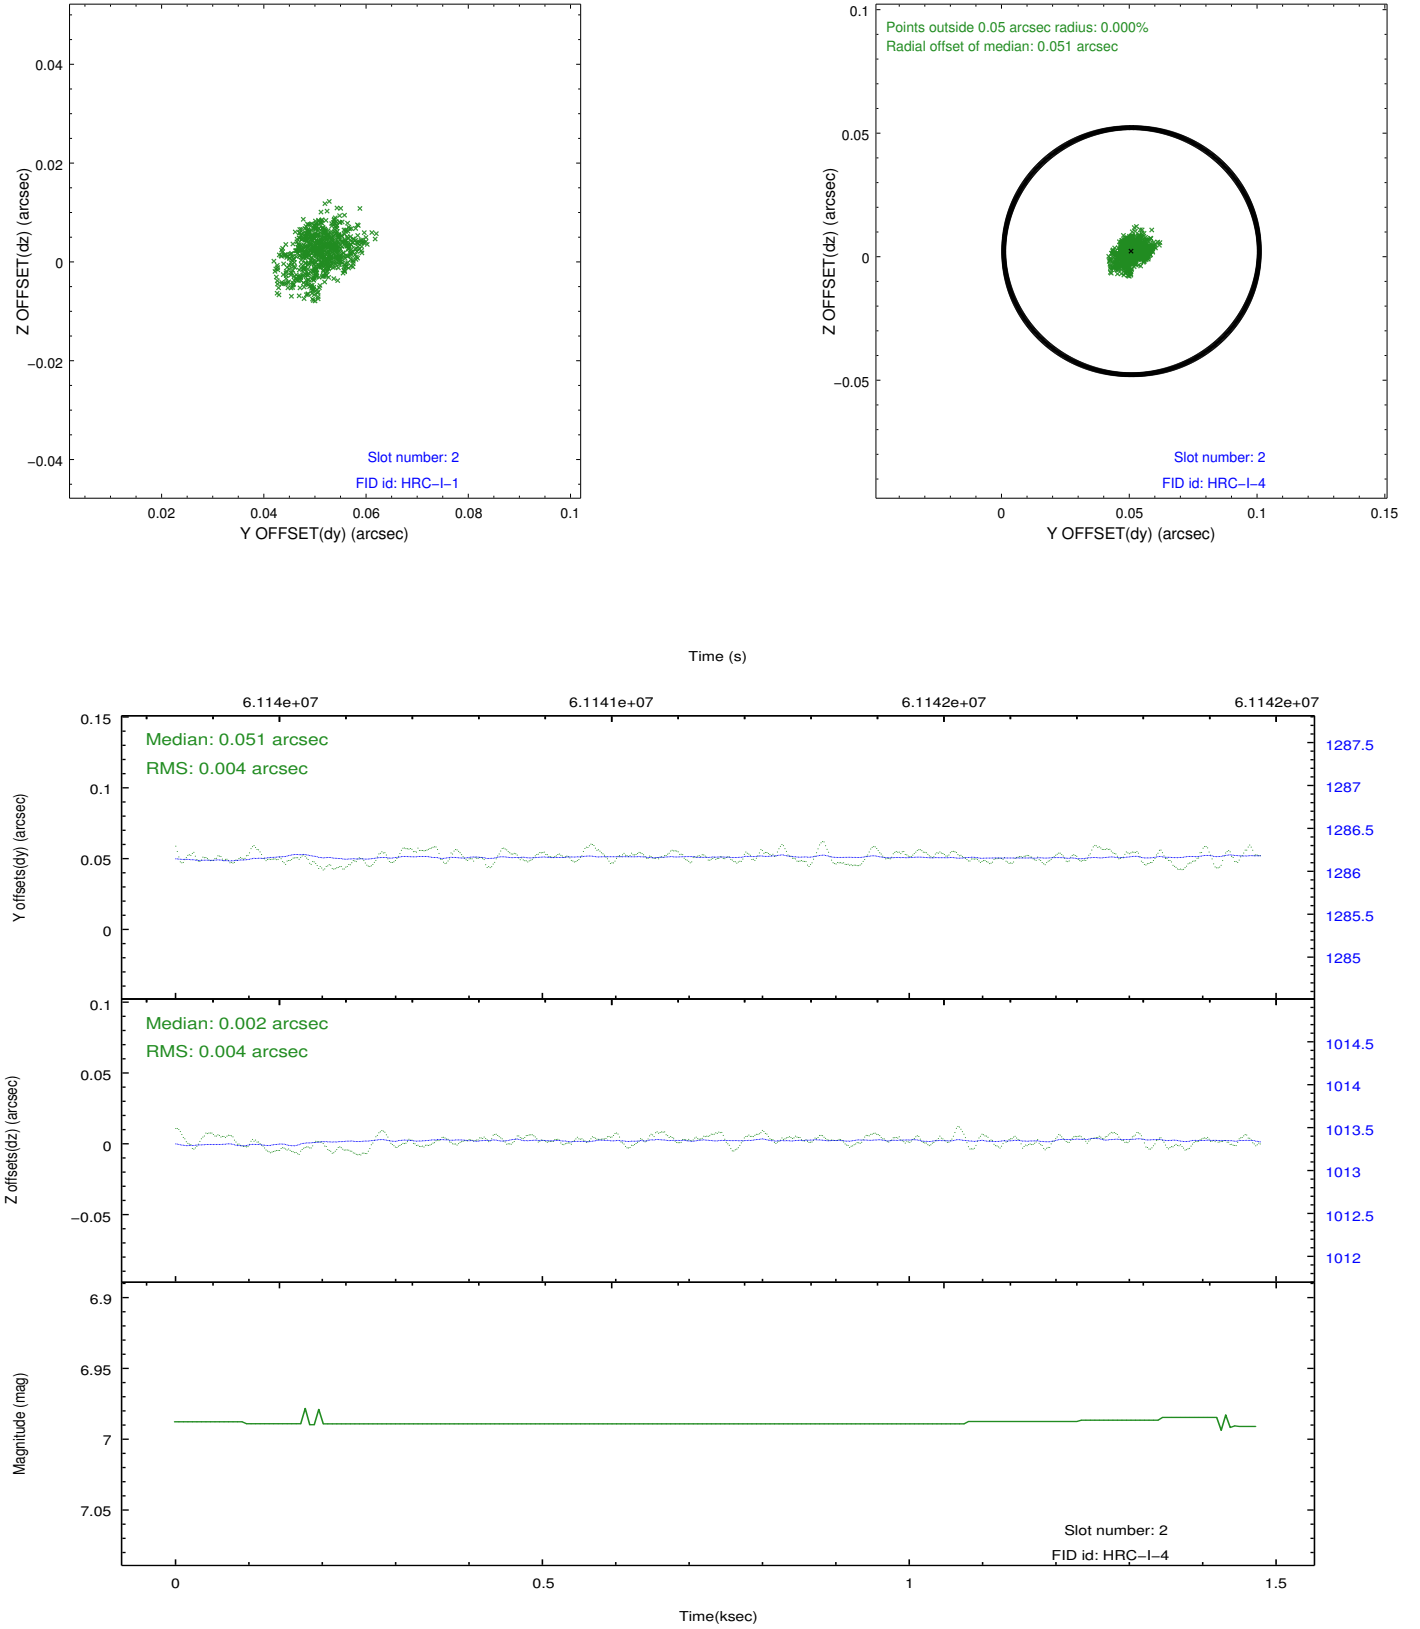 0.04
0.02
0
−0.02
−0.04
Z OFFSET(dz) (arcsec)
Slot number: 2
FID id: HRC−I−1
0.02
0.04
0.06
0.08
0.1
Y OFFSET(dy) (arcsec)
0.1
0.05
0
−0.05
Z OFFSET(dz) (arcsec)
Points outside 0.05 arcsec radius: 0.000%
Radial offset of median: 0.051 arcsec
Slot number: 2
FID id: HRC−I−4
0
0.05
0.1
0.15
Y OFFSET(dy) (arcsec)
Time (s)
6.114e+07
6.1141e+07
6.1142e+07
6.1142e+07
0.15
0.1
0.05
0
Y offsets(dy) (arcsec)
Median: 0.051 arcsec
RMS: 0.004 arcsec
1287.5
1287
1286.5
1286
1285.5
1285
0.1
0.05
0
−0.05
Z offsets(dz) (arcsec)
Median: 0.002 arcsec
RMS: 0.004 arcsec
1014.5
1014
1013.5
1013
1012.5
1012
6.9
6.95
7
7.05
Magnitude (mag)
Slot number: 2
FID id: HRC−I−4
0
0.5
1
1.5
Time(ksec)